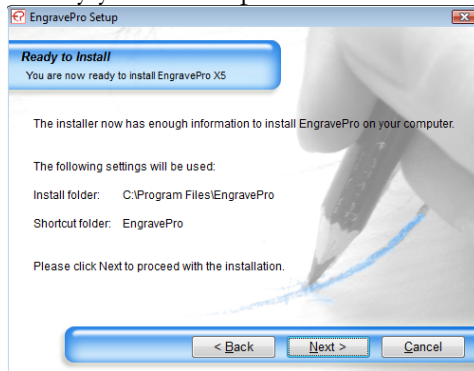 EngravePro Setup
Ready to Install
You are now ready to install EngravePro X5
The installer now has enough information to install EngravePro on your computer.
The following settings will be used:
Install folder: C:\Program Files\EngravePro
Shortcut folder: EngravePro
Please click Next to proceed with the installation.
< Back Next > Cancel